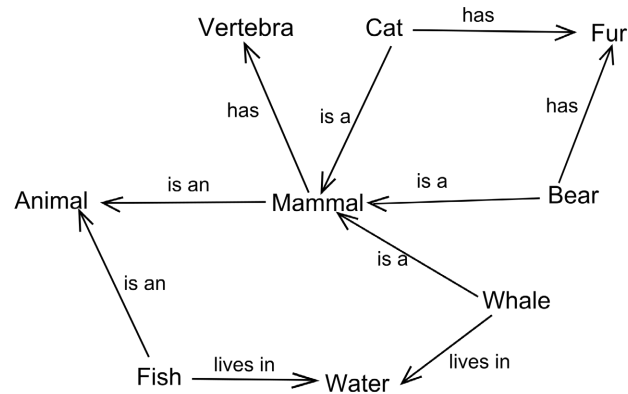 Vertebra
Cat
has
Fur
has
is a
has
is an
is a
Animal
Mammal
Bear
is an
is a
Whale
lives in
lives in
Fish
Water